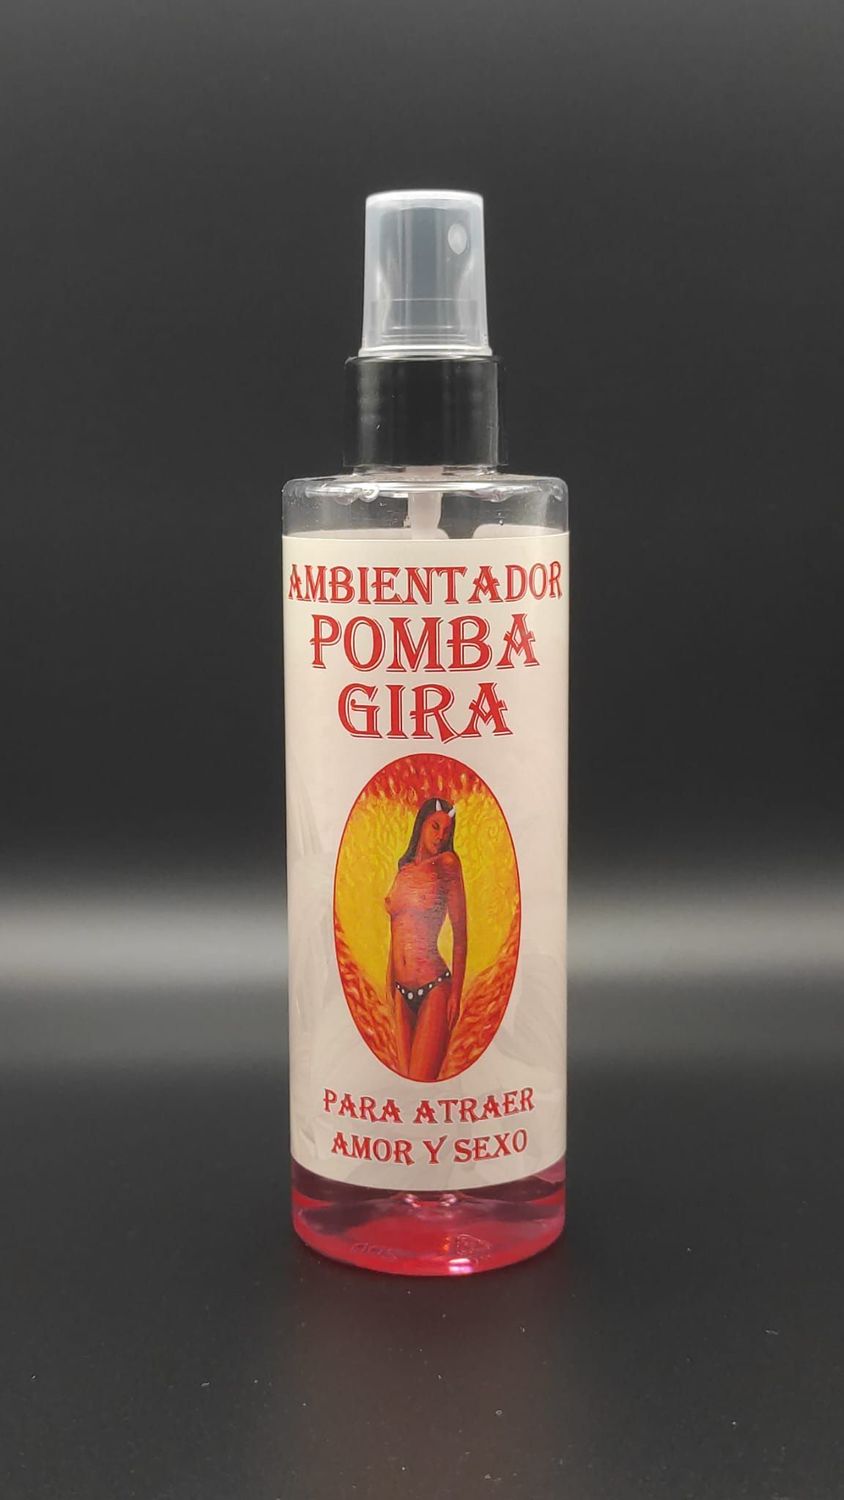 AMBIENTADOR
POMBA
GIRA
PARA ATRAER
AMOR Y SEXO